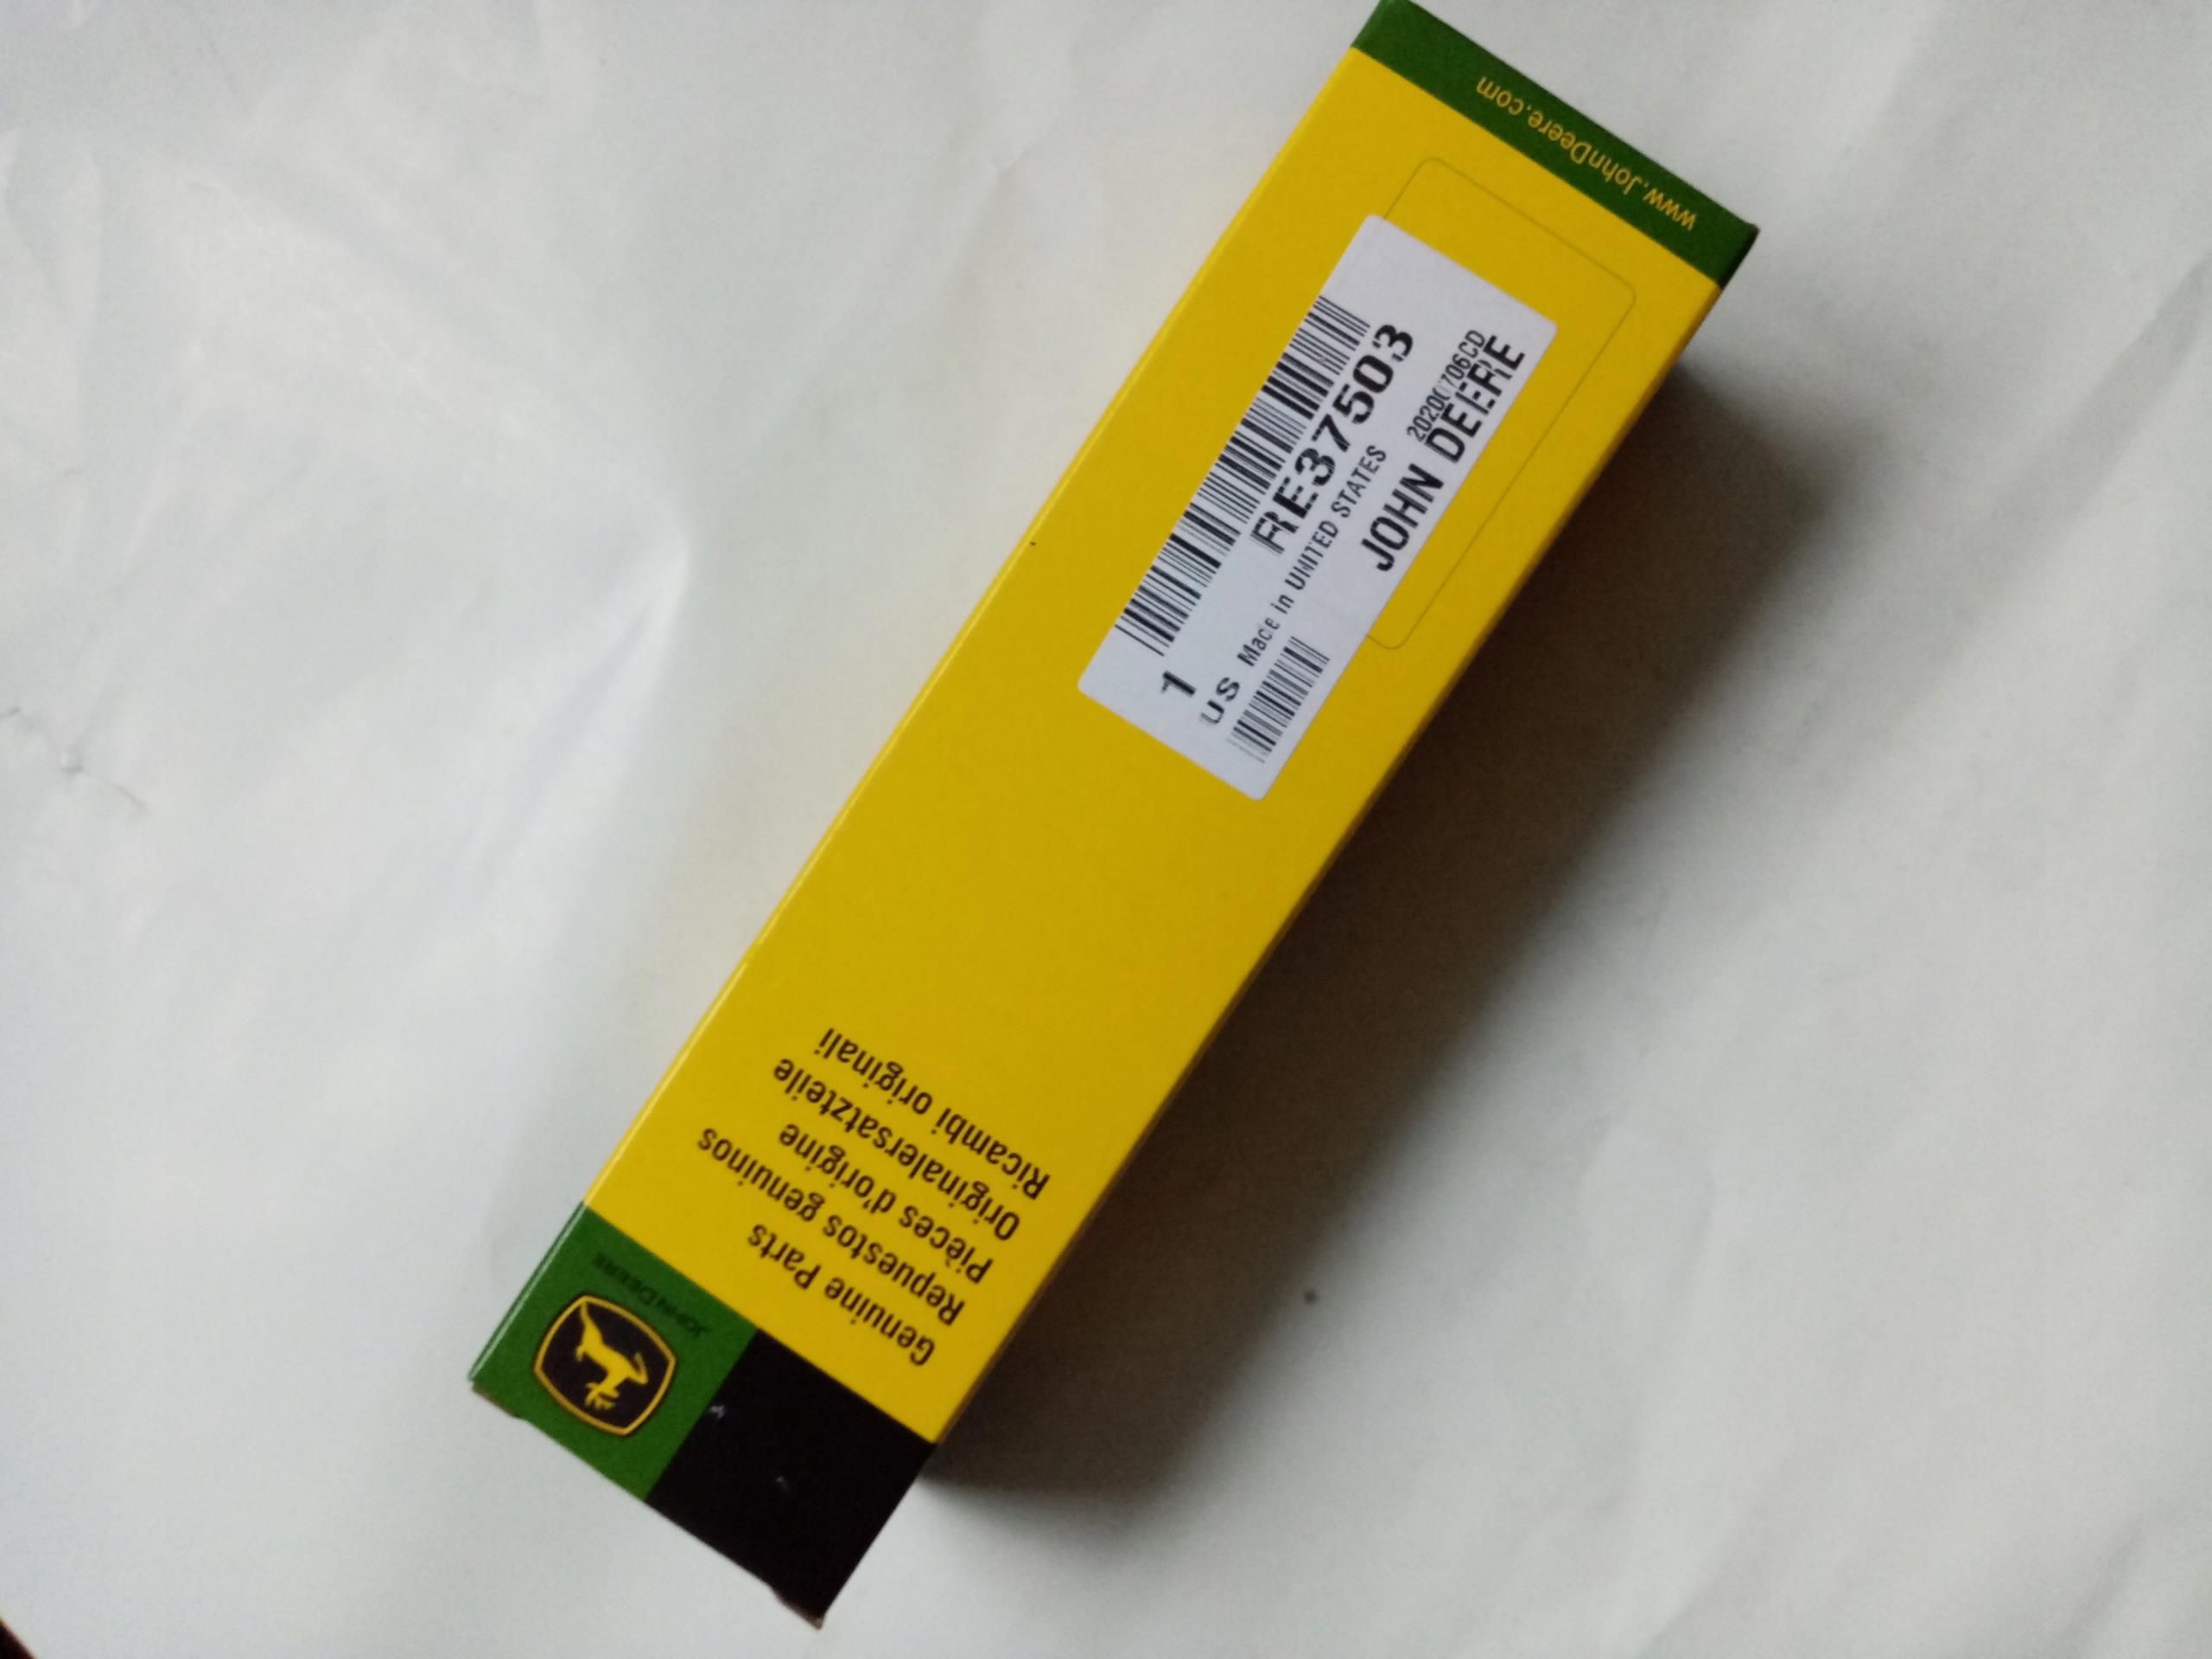 www.JohnDeere.com
RE37503
1
US Made in UNITED STATES
20200706CD
JOHN DEERE
Genuine Parts
Repuestos genuinos
Pièces d'origine
Originalersatzteile
Ricambi originali
JOHN DEERE